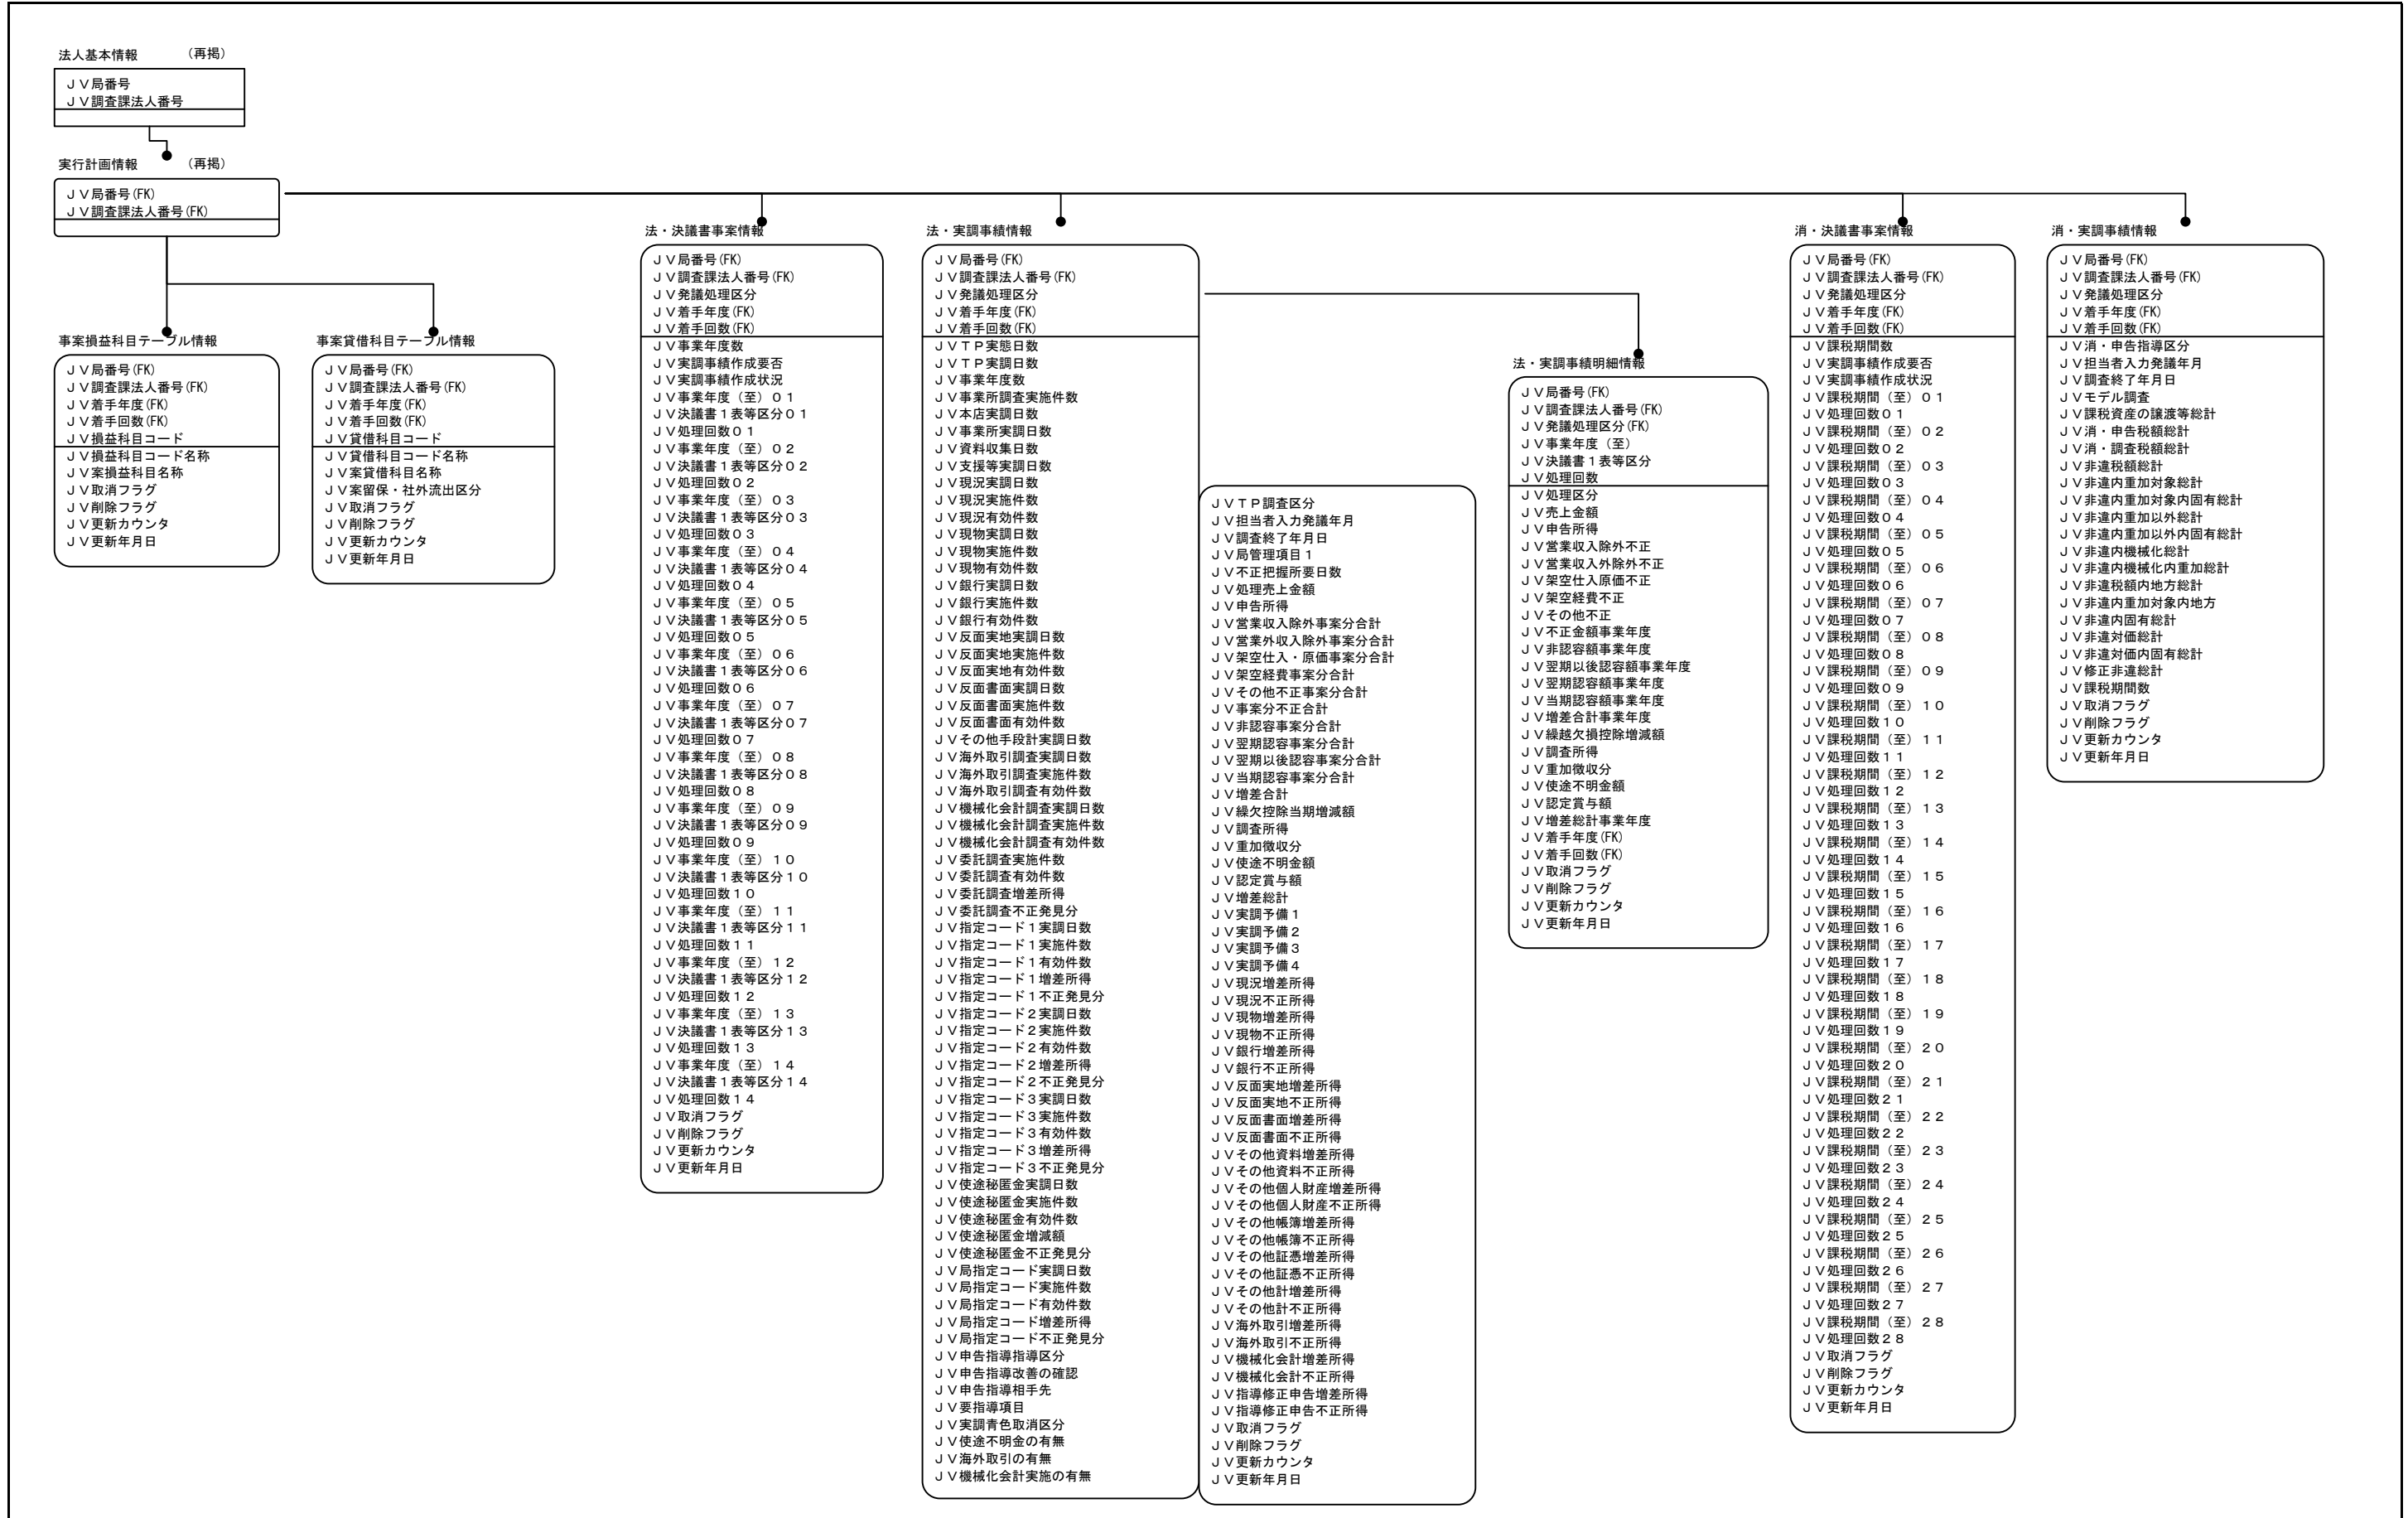 法人基本情報　　（再掲）
ＪＶ局番号
ＪＶ調査課法人番号
実行計画情報　　（再掲）
ＪＶ局番号(FK)
ＪＶ調査課法人番号(FK)
事案損益科目テーブル情報
ＪＶ局番号(FK)
ＪＶ調査課法人番号(FK)
ＪＶ着手年度(FK)
ＪＶ着手回数(FK)
ＪＶ損益科目コード
ＪＶ損益科目コード名称
ＪＶ案損益科目名称
ＪＶ取消フラグ
ＪＶ削除フラグ
ＪＶ更新カウンタ
ＪＶ更新年月日
事案貸借科目テーブル情報
ＪＶ局番号(FK)
ＪＶ調査課法人番号(FK)
ＪＶ着手年度(FK)
ＪＶ着手回数(FK)
ＪＶ貸借科目コード
ＪＶ貸借科目コード名称
ＪＶ案貸借科目名称
ＪＶ案留保・社外流出区分
ＪＶ取消フラグ
ＪＶ削除フラグ
ＪＶ更新カウンタ
ＪＶ更新年月日
法・決議書事案情報
ＪＶ局番号(FK)
ＪＶ調査課法人番号(FK)
ＪＶ発議処理区分
ＪＶ着手年度(FK)
ＪＶ着手回数(FK)
ＪＶ事業年度数
ＪＶ実調事績作成要否
ＪＶ実調事績作成状況
ＪＶ事業年度（至）０１
ＪＶ決議書１表等区分０１
ＪＶ処理回数０１
ＪＶ事業年度（至）０２
ＪＶ決議書１表等区分０２
ＪＶ処理回数０２
ＪＶ事業年度（至）０３
ＪＶ決議書１表等区分０３
ＪＶ処理回数０３
ＪＶ事業年度（至）０４
ＪＶ決議書１表等区分０４
ＪＶ処理回数０４
ＪＶ事業年度（至）０５
ＪＶ決議書１表等区分０５
ＪＶ処理回数０５
ＪＶ事業年度（至）０６
ＪＶ決議書１表等区分０６
ＪＶ処理回数０６
ＪＶ事業年度（至）０７
ＪＶ決議書１表等区分０７
ＪＶ処理回数０７
ＪＶ事業年度（至）０８
ＪＶ決議書１表等区分０８
ＪＶ処理回数０８
ＪＶ事業年度（至）０９
ＪＶ決議書１表等区分０９
ＪＶ処理回数０９
ＪＶ事業年度（至）１０
ＪＶ決議書１表等区分１０
ＪＶ処理回数１０
ＪＶ事業年度（至）１１
ＪＶ決議書１表等区分１１
ＪＶ処理回数１１
ＪＶ事業年度（至）１２
ＪＶ決議書１表等区分１２
ＪＶ処理回数１２
ＪＶ事業年度（至）１３
ＪＶ決議書１表等区分１３
ＪＶ処理回数１３
ＪＶ事業年度（至）１４
ＪＶ決議書１表等区分１４
ＪＶ処理回数１４
ＪＶ取消フラグ
ＪＶ削除フラグ
ＪＶ更新カウンタ
ＪＶ更新年月日
法・実調事績情報
ＪＶ局番号(FK)
ＪＶ調査課法人番号(FK)
ＪＶ発議処理区分
ＪＶ着手年度(FK)
ＪＶ着手回数(FK)
ＪＶＴＰ実態日数
ＪＶＴＰ実調日数
ＪＶ事業年度数
ＪＶ事業所調査実施件数
ＪＶ本店実調日数
ＪＶ事業所実調日数
ＪＶ資料収集日数
ＪＶ支援等実調日数
ＪＶ現況実調日数
ＪＶ現況実施件数
ＪＶ現況有効件数
ＪＶ現物実調日数
ＪＶ現物実施件数
ＪＶ現物有効件数
ＪＶ銀行実調日数
ＪＶ銀行実施件数
ＪＶ銀行有効件数
ＪＶ反面実地実調日数
ＪＶ反面実地実施件数
ＪＶ反面実地有効件数
ＪＶ反面書面実調日数
ＪＶ反面書面実施件数
ＪＶ反面書面有効件数
ＪＶその他手段計実調日数
ＪＶ海外取引調査実調日数
ＪＶ海外取引調査実施件数
ＪＶ海外取引調査有効件数
ＪＶ機械化会計調査実調日数
ＪＶ機械化会計調査実施件数
ＪＶ機械化会計調査有効件数
ＪＶ委託調査実施件数
ＪＶ委託調査有効件数
ＪＶ委託調査増差所得
ＪＶ委託調査不正発見分
ＪＶ指定コード１実調日数
ＪＶ指定コード１実施件数
ＪＶ指定コード１有効件数
ＪＶ指定コード１増差所得
ＪＶ指定コード１不正発見分
ＪＶ指定コード２実調日数
ＪＶ指定コード２実施件数
ＪＶ指定コード２有効件数
ＪＶ指定コード２増差所得
ＪＶ指定コード２不正発見分
ＪＶ指定コード３実調日数
ＪＶ指定コード３実施件数
ＪＶ指定コード３有効件数
ＪＶ指定コード３増差所得
ＪＶ指定コード３不正発見分
ＪＶ使途秘匿金実調日数
ＪＶ使途秘匿金実施件数
ＪＶ使途秘匿金有効件数
ＪＶ使途秘匿金増減額
ＪＶ使途秘匿金不正発見分
ＪＶ局指定コード実調日数
ＪＶ局指定コード実施件数
ＪＶ局指定コード有効件数
ＪＶ局指定コード増差所得
ＪＶ局指定コード不正発見分
ＪＶ申告指導指導区分
ＪＶ申告指導改善の確認
ＪＶ申告指導相手先
ＪＶ要指導項目
ＪＶ実調青色取消区分
ＪＶ使途不明金の有無
ＪＶ海外取引の有無
ＪＶ機械化会計実施の有無
ＪＶＴＰ調査区分
ＪＶ担当者入力発議年月
ＪＶ調査終了年月日
ＪＶ局管理項目１
ＪＶ不正把握所要日数
ＪＶ処理売上金額
ＪＶ申告所得
ＪＶ営業収入除外事案分合計
ＪＶ営業外収入除外事案分合計
ＪＶ架空仕入・原価事案分合計
ＪＶ架空経費事案分合計
ＪＶその他不正事案分合計
ＪＶ事案分不正合計
ＪＶ非認容事案分合計
ＪＶ翌期認容事案分合計
ＪＶ翌期以後認容事案分合計
ＪＶ当期認容事案分合計
ＪＶ増差合計
ＪＶ繰欠控除当期増減額
ＪＶ調査所得
ＪＶ重加徴収分
ＪＶ使途不明金額
ＪＶ認定賞与額
ＪＶ増差総計
ＪＶ実調予備１
ＪＶ実調予備２
ＪＶ実調予備３
ＪＶ実調予備４
ＪＶ現況増差所得
ＪＶ現況不正所得
ＪＶ現物増差所得
ＪＶ現物不正所得
ＪＶ銀行増差所得
ＪＶ銀行不正所得
ＪＶ反面実地増差所得
ＪＶ反面実地不正所得
ＪＶ反面書面増差所得
ＪＶ反面書面不正所得
ＪＶその他資料増差所得
ＪＶその他資料不正所得
ＪＶその他個人財産増差所得
ＪＶその他個人財産不正所得
ＪＶその他帳簿増差所得
ＪＶその他帳簿不正所得
ＪＶその他証憑増差所得
ＪＶその他証憑不正所得
ＪＶその他計増差所得
ＪＶその他計不正所得
ＪＶ海外取引増差所得
ＪＶ海外取引不正所得
ＪＶ機械化会計増差所得
ＪＶ機械化会計不正所得
ＪＶ指導修正申告増差所得
ＪＶ指導修正申告不正所得
ＪＶ取消フラグ
ＪＶ削除フラグ
ＪＶ更新カウンタ
ＪＶ更新年月日
法・実調事績明細情報
ＪＶ局番号(FK)
ＪＶ調査課法人番号(FK)
ＪＶ発議処理区分(FK)
ＪＶ事業年度（至）
ＪＶ決議書１表等区分
ＪＶ処理回数
ＪＶ処理区分
ＪＶ売上金額
ＪＶ申告所得
ＪＶ営業収入除外不正
ＪＶ営業収入外除外不正
ＪＶ架空仕入原価不正
ＪＶ架空経費不正
ＪＶその他不正
ＪＶ不正金額事業年度
ＪＶ非認容額事業年度
ＪＶ翌期以後認容額事業年度
ＪＶ翌期認容額事業年度
ＪＶ当期認容額事業年度
ＪＶ増差合計事業年度
ＪＶ繰越欠損控除増減額
ＪＶ調査所得
ＪＶ重加徴収分
ＪＶ使途不明金額
ＪＶ認定賞与額
ＪＶ増差総計事業年度
ＪＶ着手年度(FK)
ＪＶ着手回数(FK)
ＪＶ取消フラグ
ＪＶ削除フラグ
ＪＶ更新カウンタ
ＪＶ更新年月日
消・決議書事案情報
ＪＶ局番号(FK)
ＪＶ調査課法人番号(FK)
ＪＶ発議処理区分
ＪＶ着手年度(FK)
ＪＶ着手回数(FK)
ＪＶ課税期間数
ＪＶ実調事績作成要否
ＪＶ実調事績作成状況
ＪＶ課税期間（至）０１
ＪＶ処理回数０１
ＪＶ課税期間（至）０２
ＪＶ処理回数０２
ＪＶ課税期間（至）０３
ＪＶ処理回数０３
ＪＶ課税期間（至）０４
ＪＶ処理回数０４
ＪＶ課税期間（至）０５
ＪＶ処理回数０５
ＪＶ課税期間（至）０６
ＪＶ処理回数０６
ＪＶ課税期間（至）０７
ＪＶ処理回数０７
ＪＶ課税期間（至）０８
ＪＶ処理回数０８
ＪＶ課税期間（至）０９
ＪＶ処理回数０９
ＪＶ課税期間（至）１０
ＪＶ処理回数１０
ＪＶ課税期間（至）１１
ＪＶ処理回数１１
ＪＶ課税期間（至）１２
ＪＶ処理回数１２
ＪＶ課税期間（至）１３
ＪＶ処理回数１３
ＪＶ課税期間（至）１４
ＪＶ処理回数１４
ＪＶ課税期間（至）１５
ＪＶ処理回数１５
ＪＶ課税期間（至）１６
ＪＶ処理回数１６
ＪＶ課税期間（至）１７
ＪＶ処理回数１７
ＪＶ課税期間（至）１８
ＪＶ処理回数１８
ＪＶ課税期間（至）１９
ＪＶ処理回数１９
ＪＶ課税期間（至）２０
ＪＶ処理回数２０
ＪＶ課税期間（至）２１
ＪＶ処理回数２１
ＪＶ課税期間（至）２２
ＪＶ処理回数２２
ＪＶ課税期間（至）２３
ＪＶ処理回数２３
ＪＶ課税期間（至）２４
ＪＶ処理回数２４
ＪＶ課税期間（至）２５
ＪＶ処理回数２５
ＪＶ課税期間（至）２６
ＪＶ処理回数２６
ＪＶ課税期間（至）２７
ＪＶ処理回数２７
ＪＶ課税期間（至）２８
ＪＶ処理回数２８
ＪＶ取消フラグ
ＪＶ削除フラグ
ＪＶ更新カウンタ
ＪＶ更新年月日
消・実調事績情報
ＪＶ局番号(FK)
ＪＶ調査課法人番号(FK)
ＪＶ発議処理区分
ＪＶ着手年度(FK)
ＪＶ着手回数(FK)
ＪＶ消・申告指導区分
ＪＶ担当者入力発議年月
ＪＶ調査終了年月日
ＪＶモデル調査
ＪＶ課税資産の譲渡等総計
ＪＶ消・申告税額総計
ＪＶ消・調査税額総計
ＪＶ非違税額総計
ＪＶ非違内重加対象総計
ＪＶ非違内重加対象内固有総計
ＪＶ非違内重加以外総計
ＪＶ非違内重加以外内固有総計
ＪＶ非違内機械化総計
ＪＶ非違内機械化内重加総計
ＪＶ非違税額内地方総計
ＪＶ非違内重加対象内地方
ＪＶ非違内固有総計
ＪＶ非違対価総計
ＪＶ非違対価内固有総計
ＪＶ修正非違総計
ＪＶ課税期間数
ＪＶ取消フラグ
ＪＶ削除フラグ
ＪＶ更新カウンタ
ＪＶ更新年月日